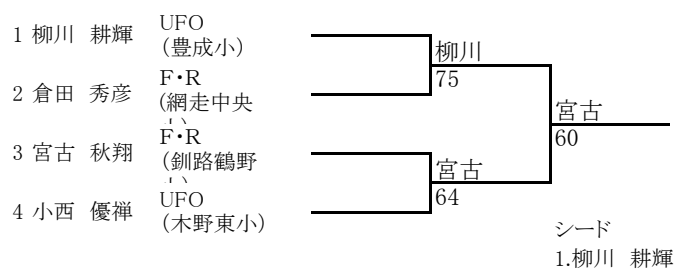 1 柳川 耕輝 UFO
(豊成小)
柳川
75
2 倉田 秀彦 F・R
(網走中央
宮古
60
3 宮古 秋翔 F・R
(釧路鶴野
宮古
64
4 小西 優禅 UFO
(木野東小)
シード
1.柳川 耕輝